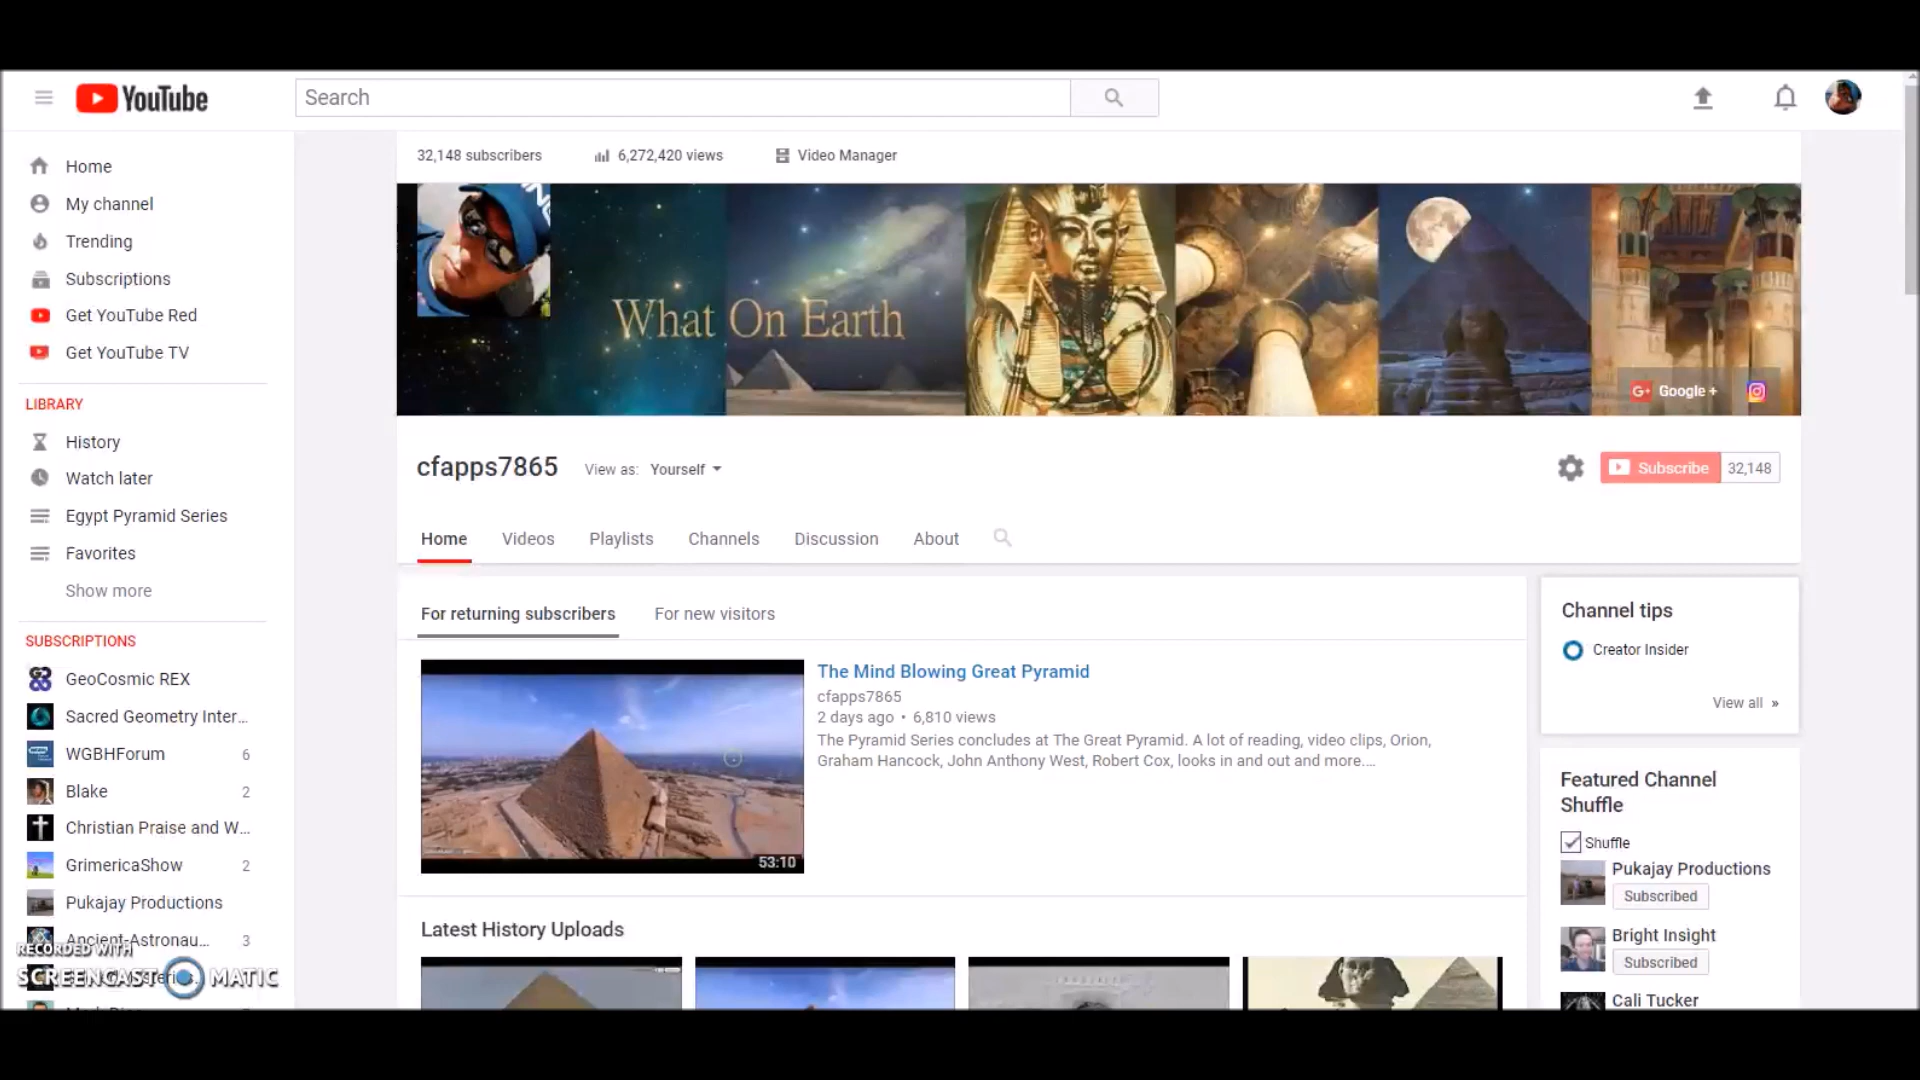 YouTube
Search
32,148 subscribers
6,272,420 views
Video Manager
Home
My channel
Trending
Subscriptions
Get YouTube Red
Get YouTube TV
LIBRARY
History
Watch later
Egypt Pyramid Series
Favorites
Show more
SUBSCRIPTIONS
GeoCosmic REX
Sacred Geometry Inter...
WGBHForum 6
Blake 2
Christian Praise and W...
GrimericaShow 2
Pukajay Productions
Ancient-Astronau... 3
RECORDED WITH
SCREENCAST MATIC
What On Earth
Google +
cfapps7865
View as: Yourself
Subscribe 32,148
Home
Videos
Playlists
Channels
Discussion
About
For returning subscribers
For new visitors
The Mind Blowing Great Pyramid
cfapps7865
2 days ago • 6,810 views
The Pyramid Series concludes at The Great Pyramid. A lot of reading, video clips, Orion,
Graham Hancock, John Anthony West, Robert Cox, looks in and out and more....
53:10
Latest History Uploads
Channel tips
Creator Insider
View all »
Featured Channel
Shuffle
Shuffle
Pukajay Productions
Subscribed
Bright Insight
Subscribed
Cali Tucker